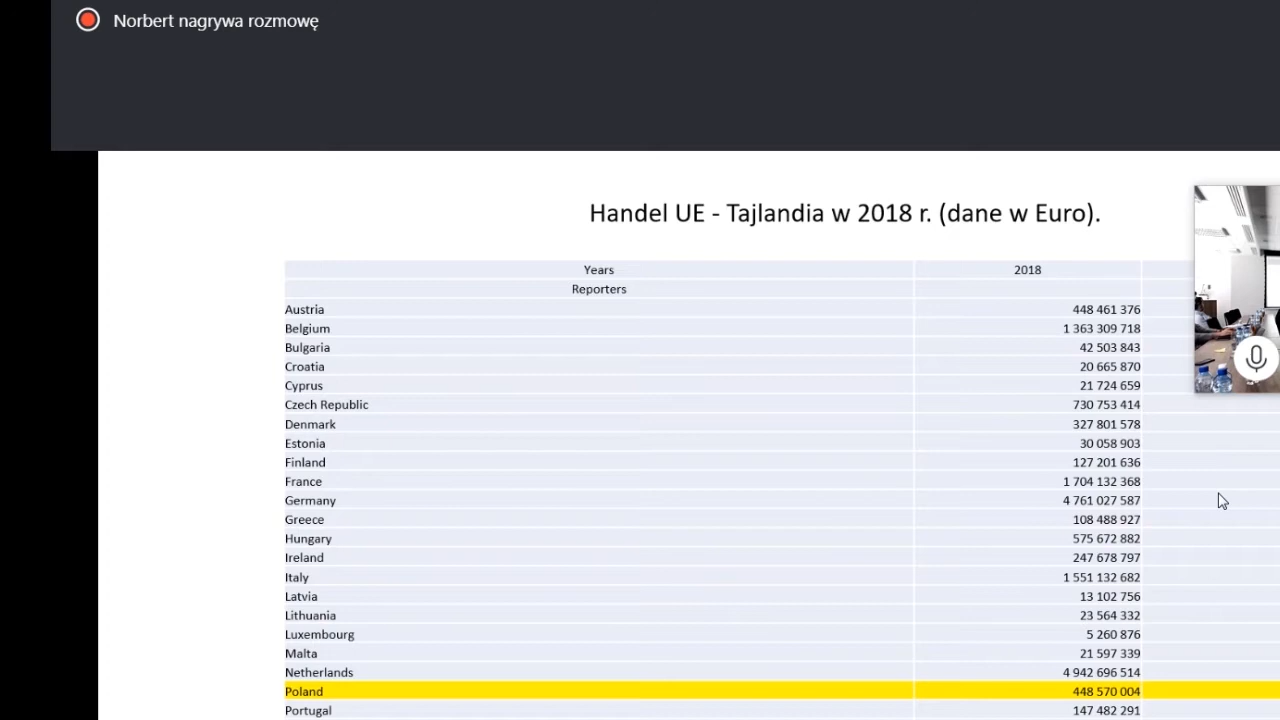 Norbert nagrywa rozmowę
Handel UE - Tajlandia w 2018 r. (dane w Euro).
Years 2018
Reporters
Austria 448 461 376
Belgium 1 363 309 718
Bulgaria 42 503 843
Croatia 20 665 870
Cyprus 21 724 659
Czech Republic 730 753 414
Denmark 327 801 578
Estonia 30 058 903
Finland 127 201 636
France 1 704 132 368
Germany 4 761 027 587
Greece 108 488 927
Hungary 575 672 882
Ireland 247 678 797
Italy 1 551 132 682
Latvia 13 102 756
Lithuania 23 564 332
Luxembourg 5 260 876
Malta 21 597 339
Netherlands 4 942 696 514
Poland 448 570 004
Portugal 147 482 291